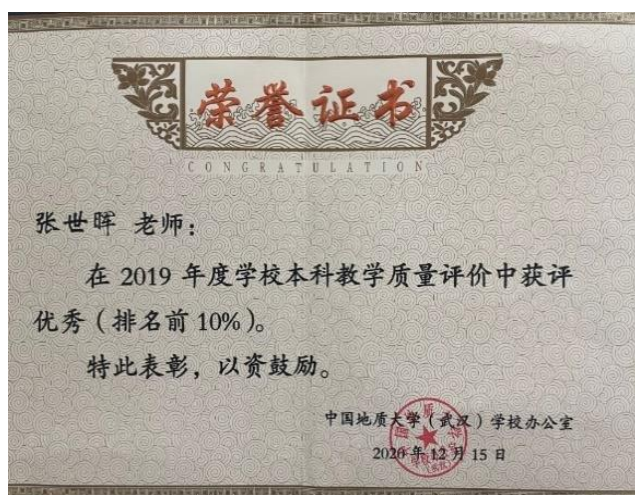 荣誉证书
CONGRATULATION
张世晖 老师：
在 2019 年度学校本科教学质量评价中获评
优秀（排名前 10%）。
特此表彰，以资鼓励。
中国地质大学（武汉）学校办公室
2020 年 12 月 15 日